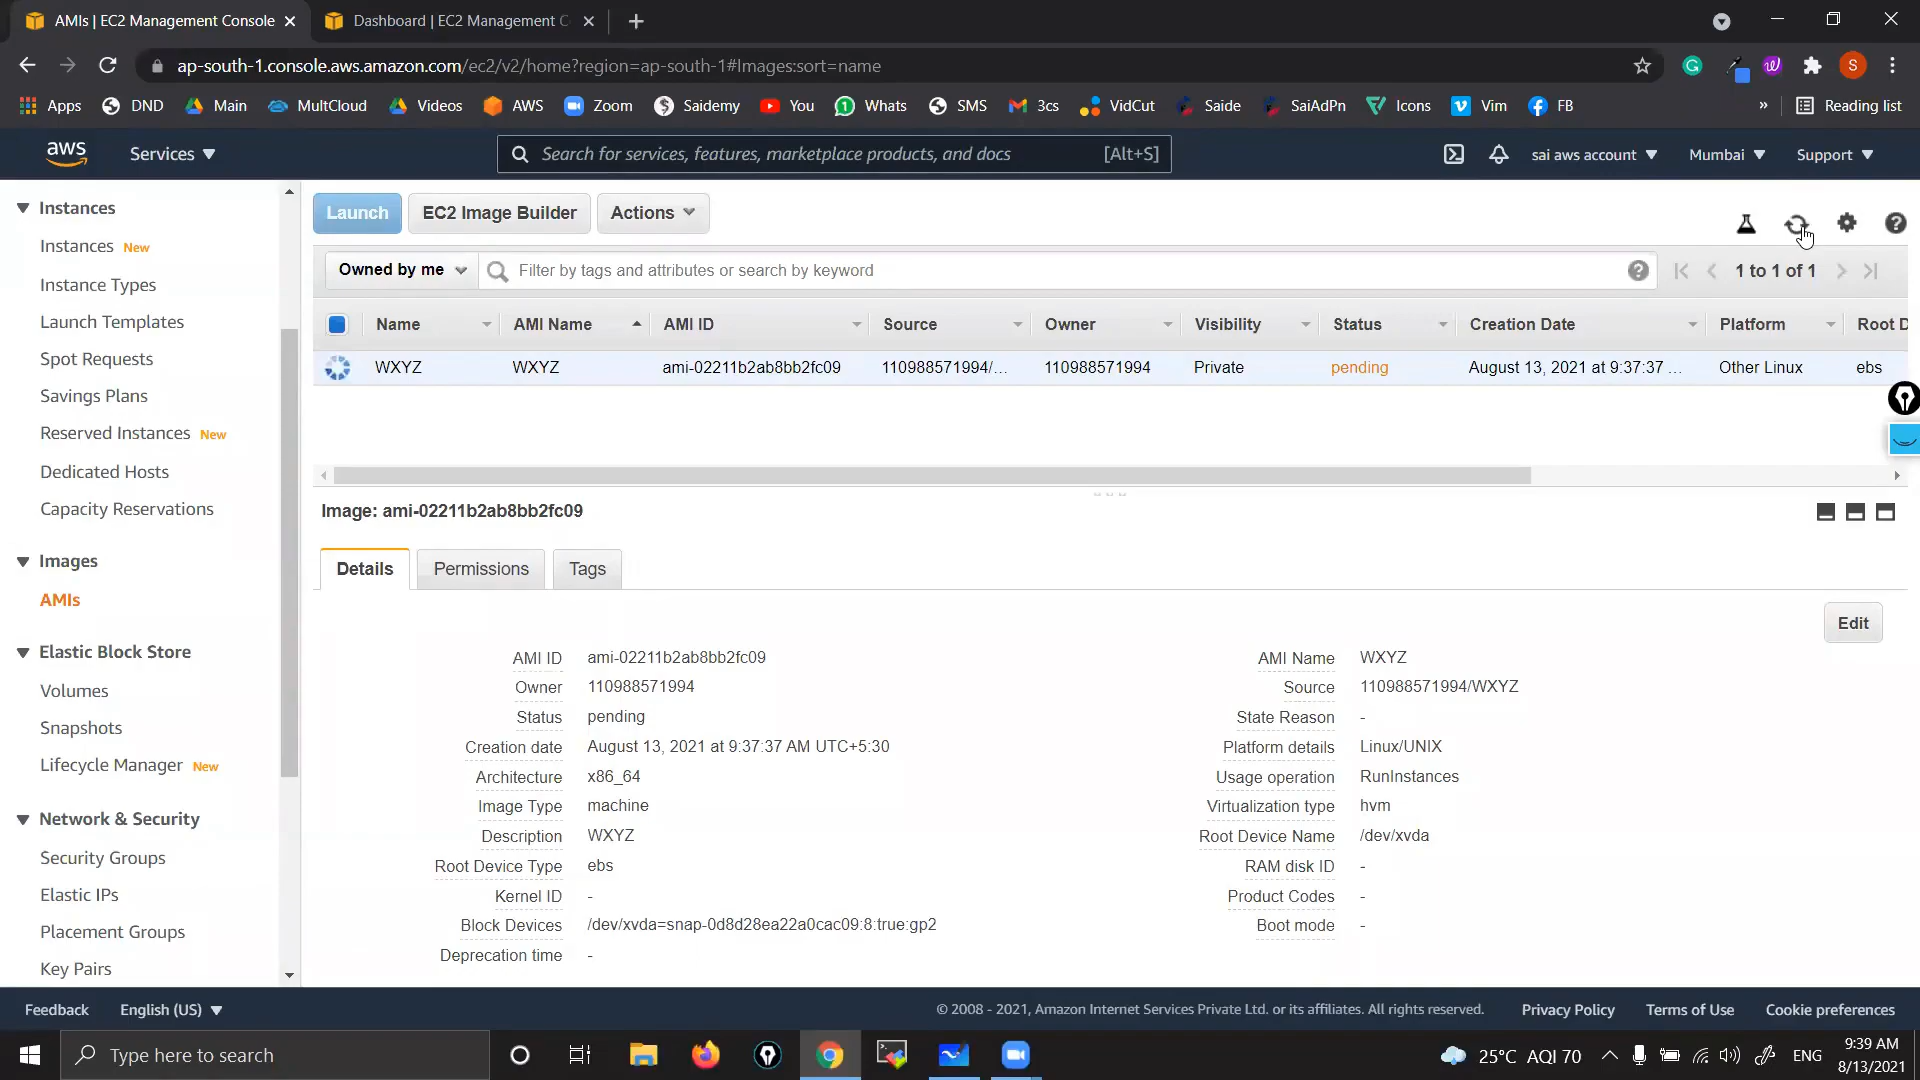 AMIs | EC2 Management Console
Dashboard | EC2 Management C
ap-south-1.console.aws.amazon.com/ec2/v2/home?region=ap-south-1#Images:sort=name
S
Apps DND Main MultCloud Videos AWS Zoom Saidemy You Whats SMS 3cs VidCut Saide SaiAdPn Icons Vim FB » Reading list
aws Services Search for services, features, marketplace products, and docs [Alt+S] sai aws account Mumbai Support
Instances
Instances New
Instance Types
Launch Templates
Spot Requests
Savings Plans
Reserved Instances New
Dedicated Hosts
Capacity Reservations
Images
AMIs
Elastic Block Store
Volumes
Snapshots
Lifecycle Manager New
Network & Security
Security Groups
Elastic IPs
Placement Groups
Key Pairs
Launch EC2 Image Builder Actions
Owned by me Filter by tags and attributes or search by keyword 1 to 1 of 1
Name AMI Name AMI ID Source Owner Visibility Status Creation Date Platform Root D
WXYZ WXYZ ami-02211b2ab8bb2fc09 110988571994/... 110988571994 Private pending August 13, 2021 at 9:37:37 ... Other Linux ebs
Image: ami-02211b2ab8bb2fc09
Details Permissions Tags
Edit
AMI ID ami-02211b2ab8bb2fc09
Owner 110988571994
Status pending
Creation date August 13, 2021 at 9:37:37 AM UTC+5:30
Architecture x86_64
Image Type machine
Description WXYZ
Root Device Type ebs
Kernel ID -
Block Devices /dev/xvda=snap-0d8d28ea22a0cac09:8:true:gp2
Deprecation time -
AMI Name WXYZ
Source 110988571994/WXYZ
State Reason -
Platform details Linux/UNIX
Usage operation RunInstances
Virtualization type hvm
Root Device Name /dev/xvda
RAM disk ID -
Product Codes -
Boot mode -
Feedback English (US) © 2008 - 2021, Amazon Internet Services Private Ltd. or its affiliates. All rights reserved. Privacy Policy Terms of Use Cookie preferences
Type here to search
25°C AQI 70 ENG
9:39 AM
8/13/2021